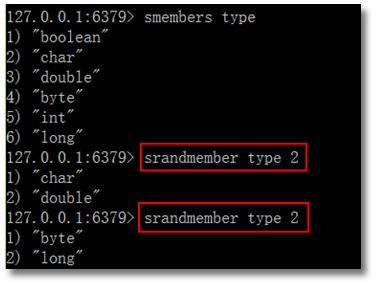 127.0.0.1:6379> smembers type
1) "boolean"
2) "char"
3) "double"
4) "byte"
5) "int"
6) "long"
127.0.0.1:6379> srandmember type 2
1) "char"
2) "double"
127.0.0.1:6379> srandmember type 2
1) "byte"
2) "long"